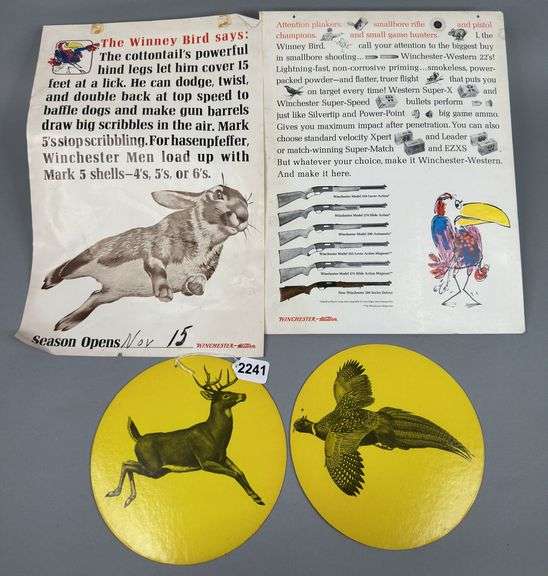 The Winney Bird says:
The cottontail's powerful
hind legs let him cover 15
feet at a lick. He can dodge, twist,
and double back at top speed to
baffle dogs and make gun barrels
draw big scribbles in the air. Mark
5's stop scribbling. For hasenpfeffer,
Winchester Men load up with
Mark 5 shells-4's, 5's, or 6's.
Season Opens Nov 15
WINCHESTER-Western
Attention plinkers, smallbore rifle and pistol
champions, and small game hunters. I, the
Winney Bird, call your attention to the biggest buy
in smallbore shooting... Winchester-Western 22's!
Lightning-fast, non-corrosive priming...smokeless, power-
packed powder-and flatter, truer flight that puts you
on target every time! Western Super-X and
Winchester Super-Speed bullets perform
just like Silvertip and Power-Point big game ammo.
Gives you maximum impact after penetration. You can also
choose standard velocity Xpert and Leader
or match-winning Super-Match and EZXS
But whatever your choice, make it Winchester-Western.
And make it here.
WINCHESTER-Western
2241